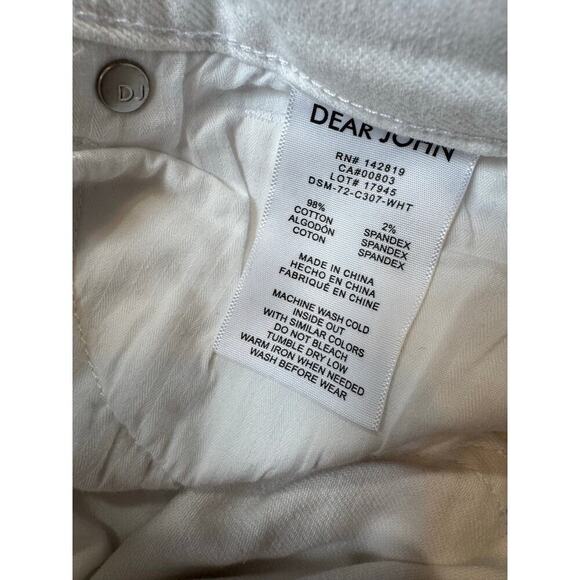 DJ
DEAR JOHN
RN# 142819
CA#00803
LOT# 17945
DSM-72-C307-WHT
98% 2%
COTTON SPANDEX
ALGODÓN SPANDEX
COTON SPANDEX
MADE IN CHINA
HECHO EN CHINA
FABRIQUÉ EN CHINE
MACHINE WASH COLD
INSIDE OUT
WITH SIMILAR COLORS
DO NOT BLEACH
TUMBLE DRY LOW
WARM IRON WHEN NEEDED
WASH BEFORE WEAR